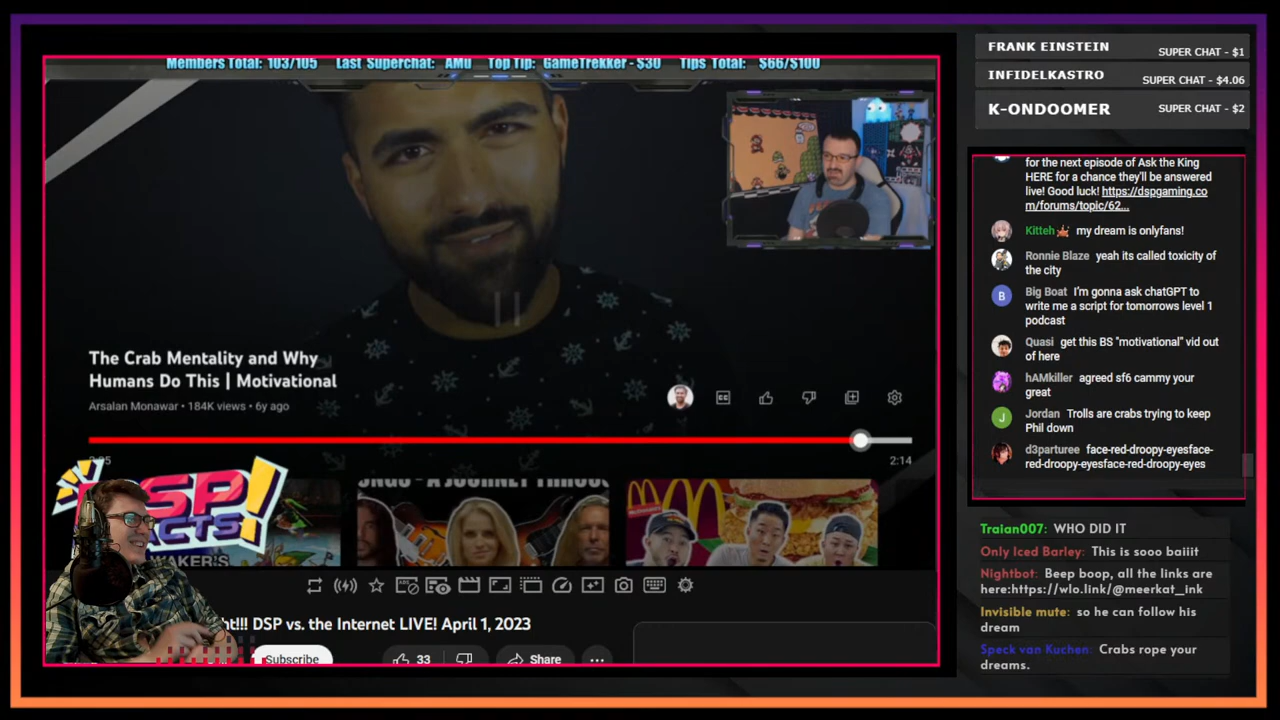 Members Total: 103/105 Last Superchat: AMU Top Tip: GameTrekker - $30 Tips Total: $66/$100
The Crab Mentality and Why
Humans Do This | Motivational
Arsalan Monawar • 184K views • 6y ago
CC
2:14
DSP
ACTS!
McDonald's
Subscribe
ht!!! DSP vs. the Internet LIVE! April 1, 2023
33
Share
FRANK EINSTEIN SUPER CHAT - $1
INFIDELKASTRO SUPER CHAT - $4.06
K-ONDOOMER SUPER CHAT - $2
for the next episode of Ask the King
HERE for a chance they'll be answered
live! Good luck! https://dspgaming.co
m/forums/topic/62...
Kitteh my dream is onlyfans!
Ronnie Blaze yeah its called toxicity of
the city
B
Big Boat I'm gonna ask chatGPT to
write me a script for tomorrows level 1
podcast
Quasi get this BS "motivational" vid out
of here
hAMkiller agreed sf6 cammy your
great
J
Jordan Trolls are crabs trying to keep
Phil down
d3parturee face-red-droopy-eyesface-
red-droopy-eyesface-red-droopy-eyes
Traian007: WHO DID IT
Only Iced Barley: This is sooo baiiit
Nightbot: Beep boop, all the links are
here:https://wlo.link/@meerkat_ink
Invisible mute: so he can follow his
dream
Speck van Kuchen: Crabs rope your
dreams.